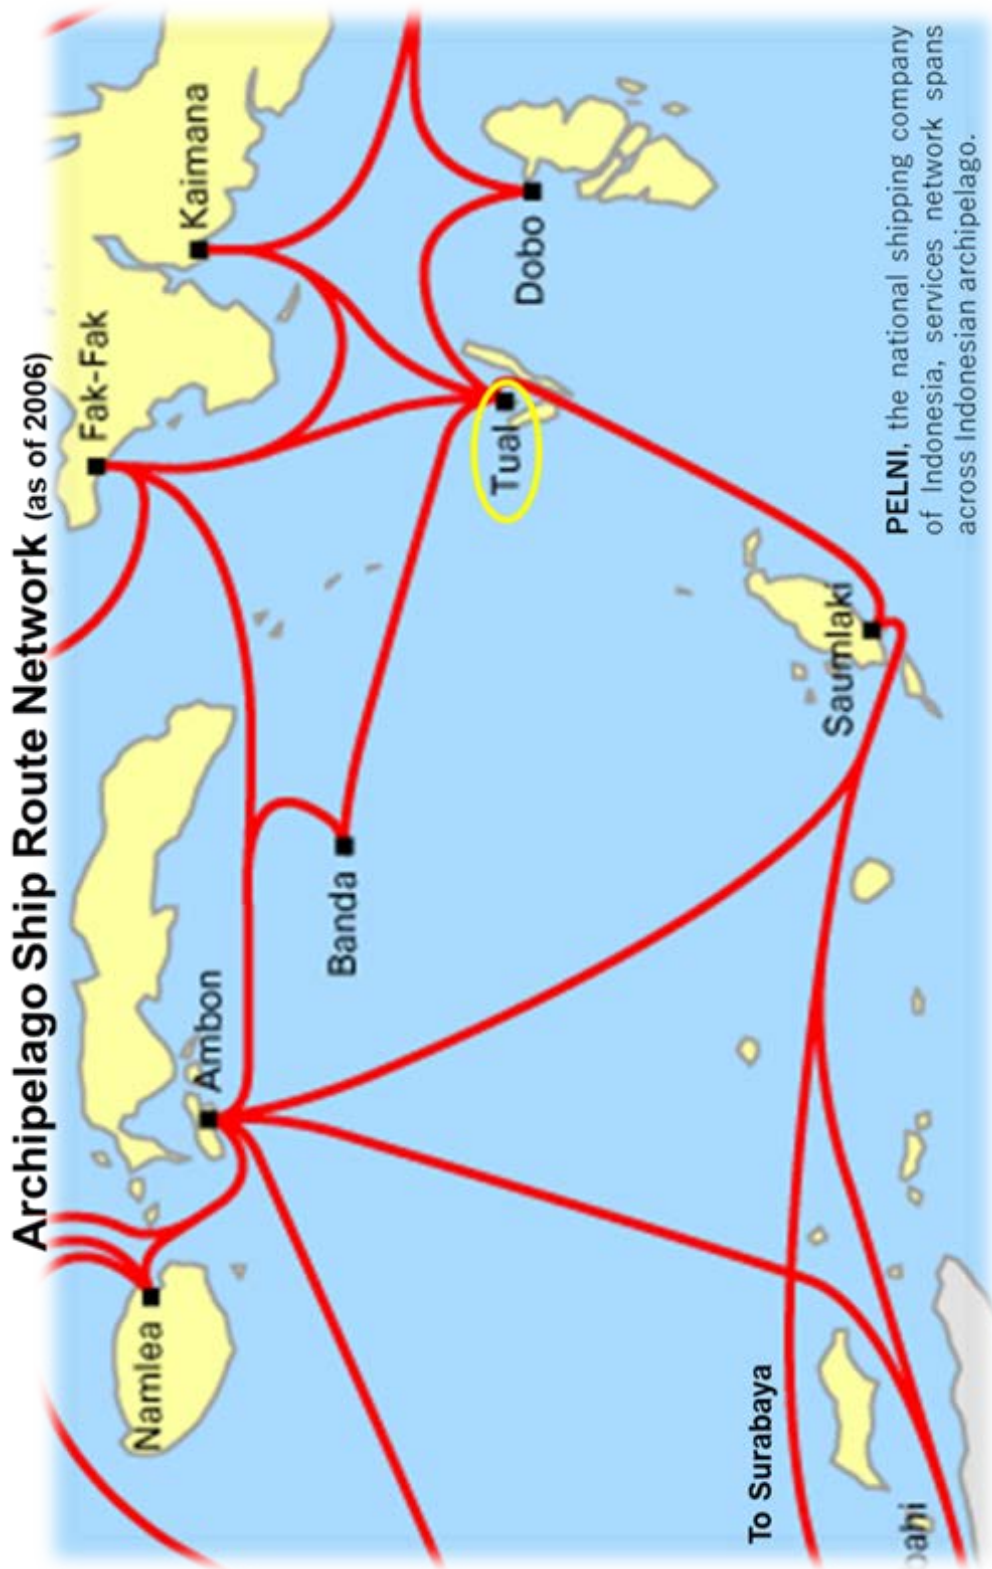 Archipelago Ship Route Network (as of 2006)
Fak-Fak
Kaimana
Namlea
Ambon
Banda
Tual
Dobo
Saumlaki
To Surabaya
PELNI, the national shipping company
of Indonesia, services network spans
across Indonesian archipelago.